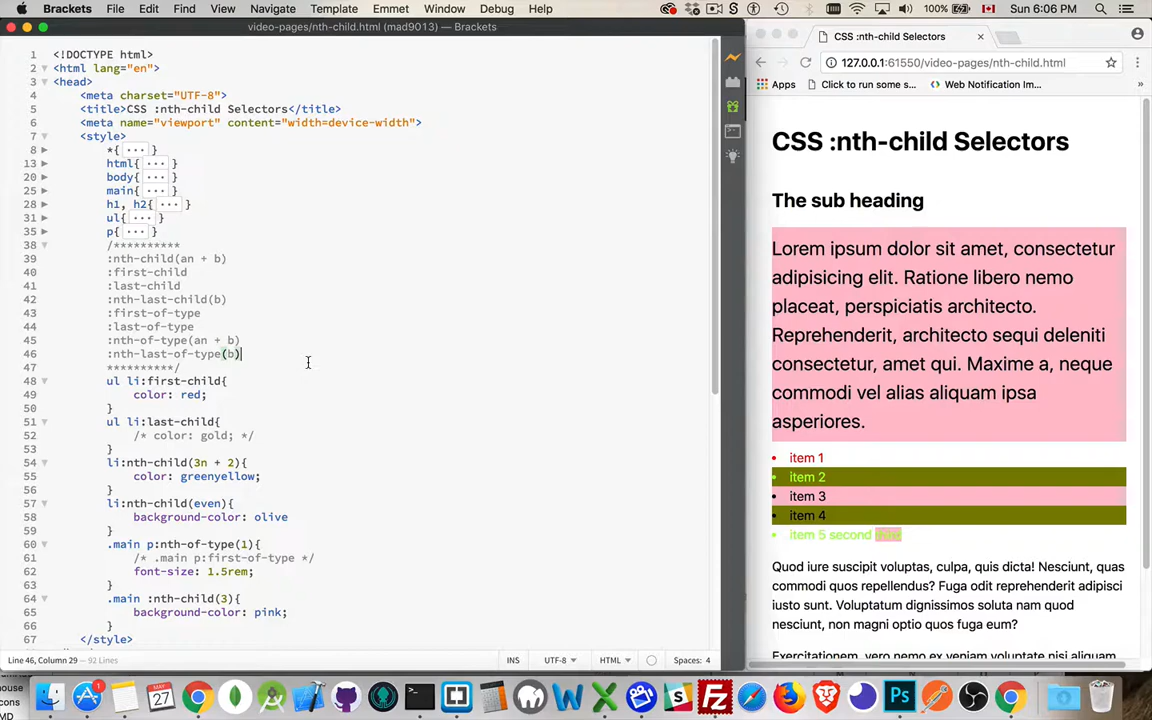 Brackets File Edit Find View Navigate Template Emmet Window Debug Help 100% Sun 6:06 PM
video-pages/nth-child.html (mad9013) — Brackets
1 <!DOCTYPE html>
2 <html lang="en">
3 <head>
4 <meta charset="UTF-8">
5 <title>CSS :nth-child Selectors</title>
6 <meta name="viewport" content="width=device-width">
7 <style>
8 *{ ... }
13 html{ ... }
20 body{ ... }
25 main{ ... }
28 h1, h2{ ... }
31 ul{ ... }
35 p{ ... }
38 /**********
39 :nth-child(an + b)
40 :first-child
41 :last-child
42 :nth-last-child(b)
43 :first-of-type
44 :last-of-type
45 :nth-of-type(an + b)
46 :nth-last-of-type(b)
47 **********/
48 ul li:first-child{
49 color: red;
50 }
51 ul li:last-child{
52 /* color: gold; */
53 }
54 li:nth-child(3n + 2){
55 color: greenyellow;
56 }
57 li:nth-child(even){
58 background-color: olive
59 }
60 .main p:nth-of-type(1){
61 /* .main p:first-of-type */
62 font-size: 1.5rem;
63 }
64 .main :nth-child(3){
65 background-color: pink;
66 }
67 </style>
Line 46, Column 29 — 92 Lines
INS UTF-8 HTML Spaces: 4
CSS :nth-child Selectors
127.0.0.1:61550/video-pages/nth-child.html
Apps Click to run some s... Web Notification Im... »
CSS :nth-child Selectors
The sub heading
Lorem ipsum dolor sit amet, consectetur
adipisicing elit. Ratione libero nemo
placeat, perspiciatis architecto.
Reprehenderit, architecto sequi deleniti
consectetur, amet qui. Maxime a, neque
commodi vel alias aliquam ipsa
asperiores.
• item 1
• item 2
• item 3
• item 4
• item 5 second
Quod iure suscipit voluptas, culpa, quis dicta! Nesciunt, quas
commodi quos repellendus? Fuga odit reprehenderit adipisci
iusto sunt. Voluptatum dignissimos soluta nam quod
nesciunt, non magni optio quos fuga eum?
Exercitationem, verro nemo ex veniam voluptate nisi aliquam